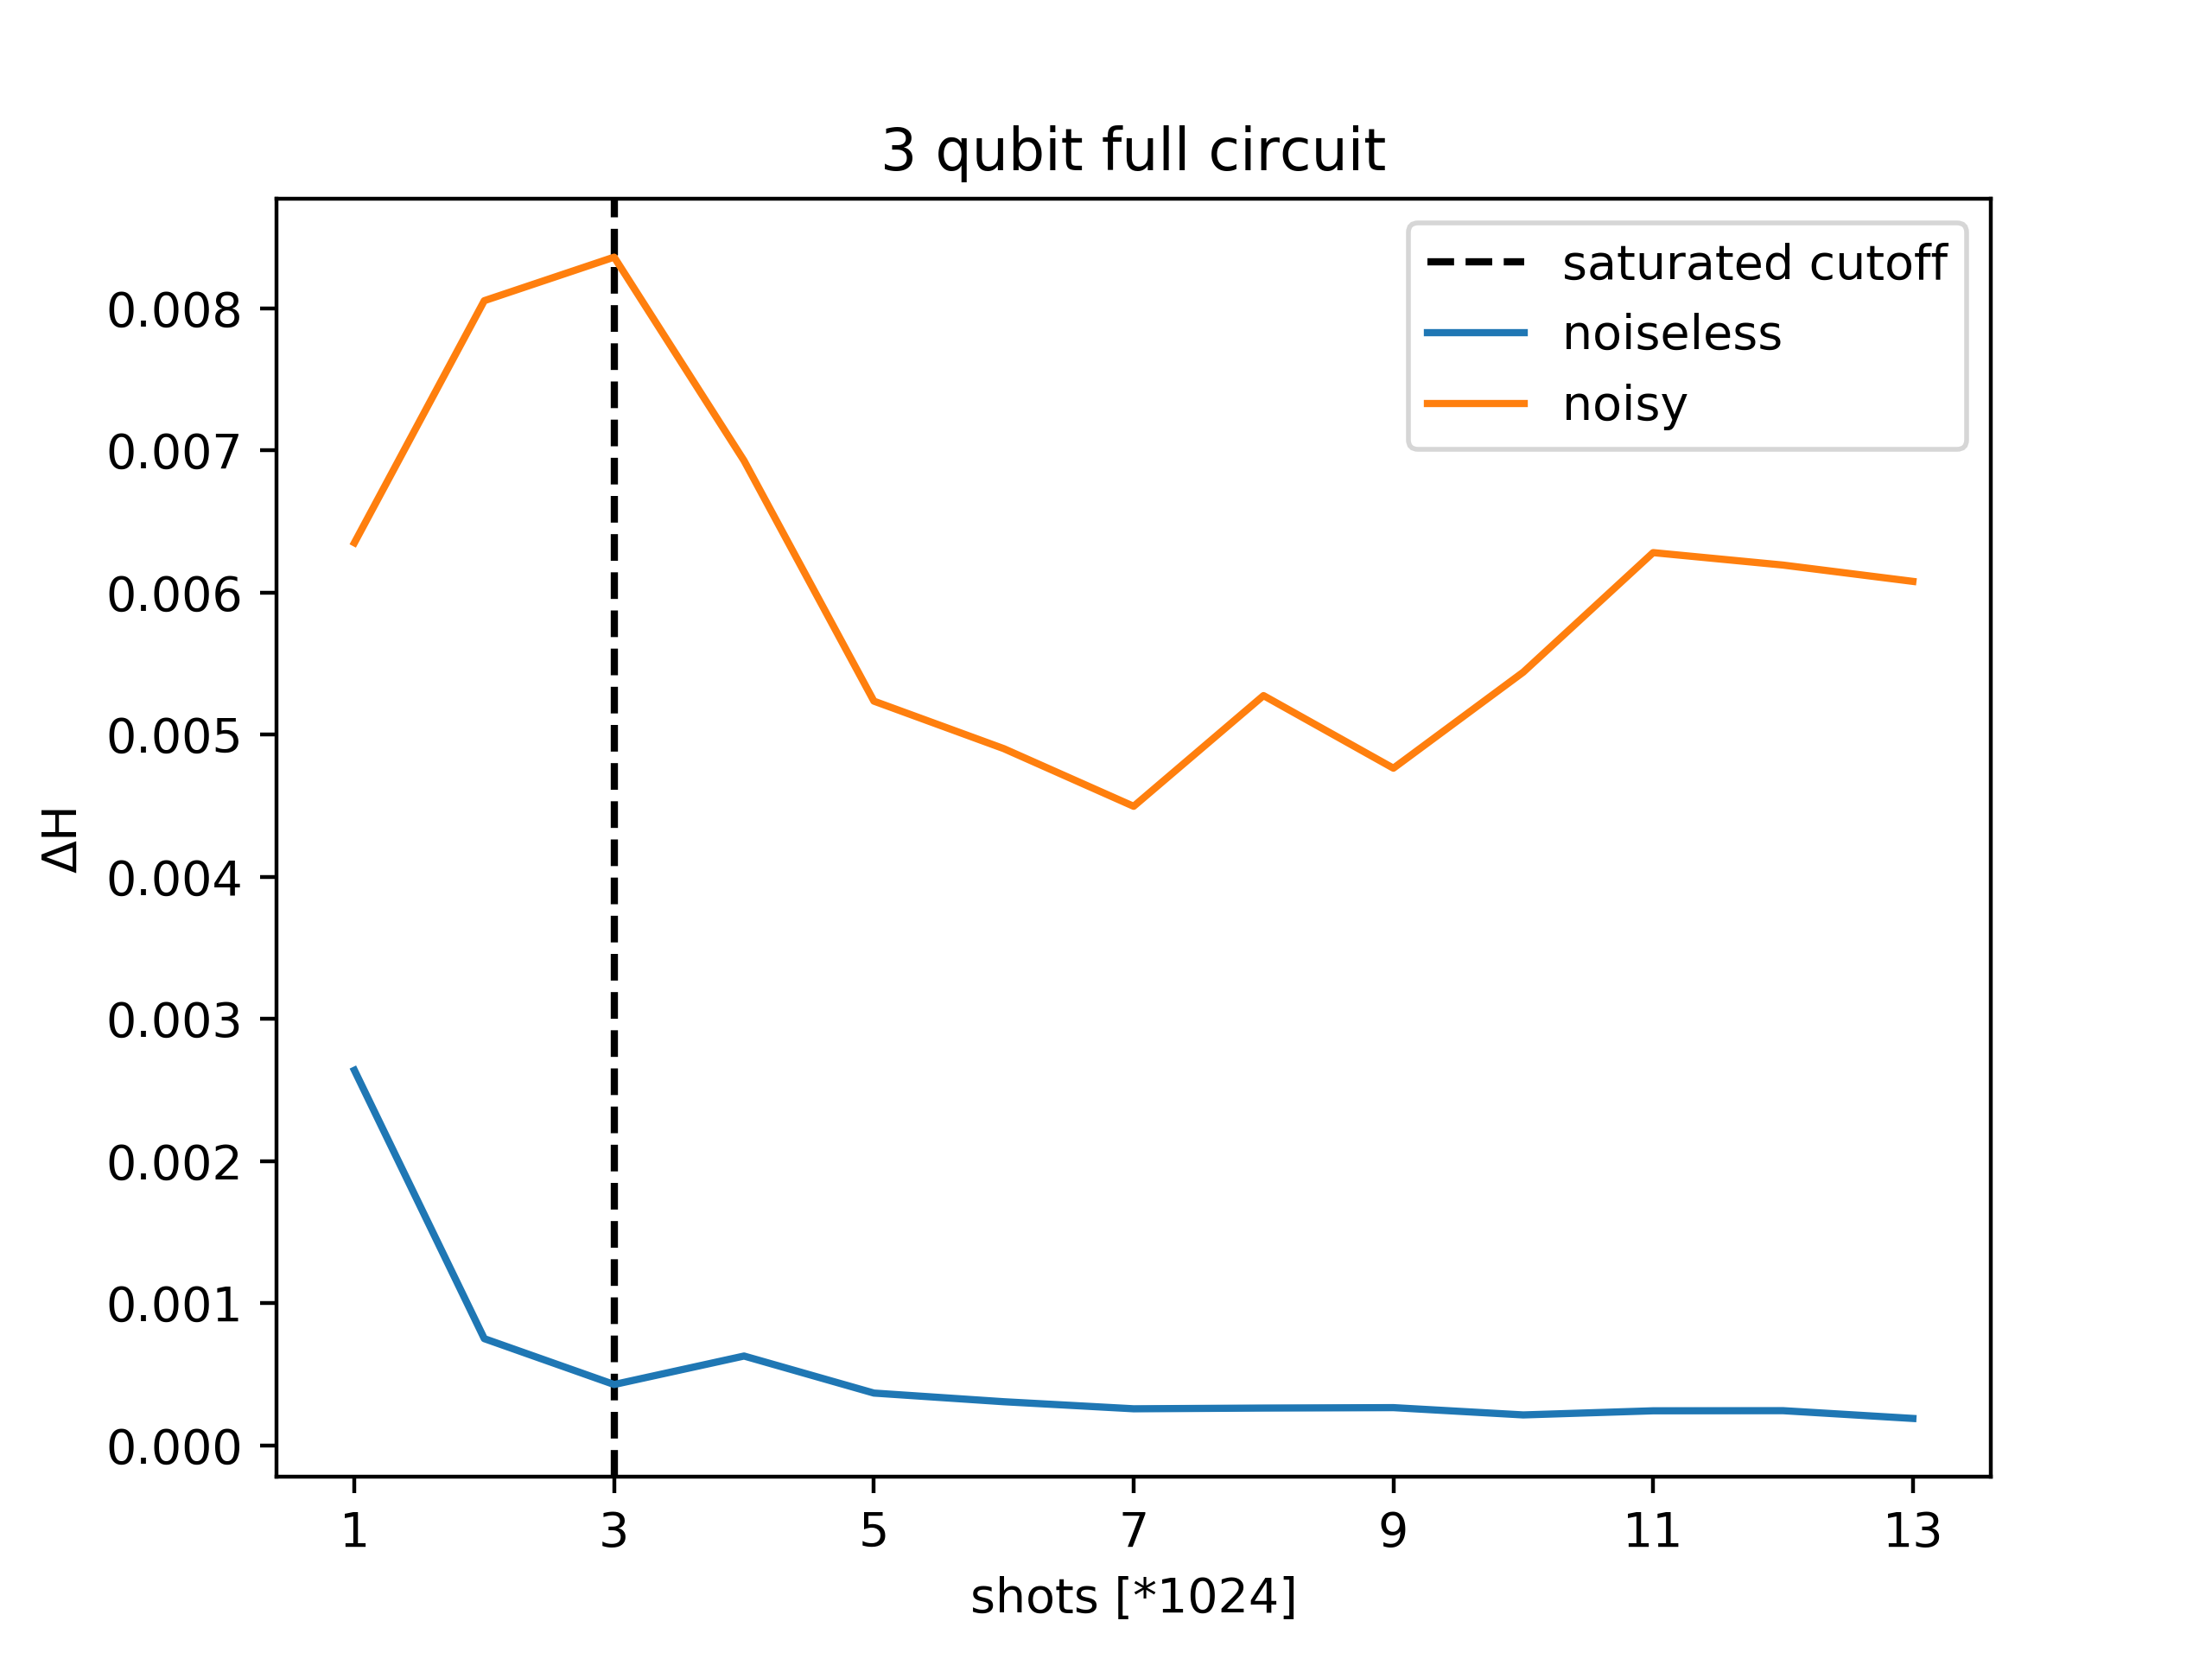 3 qubit full circuit
saturated cutoff
noiseless
noisy
0.008
0.007
0.006
0.005
0.004
0.003
0.002
0.001
0.000
ΔH
1 3 5 7 9 11 13
shots [*1024]